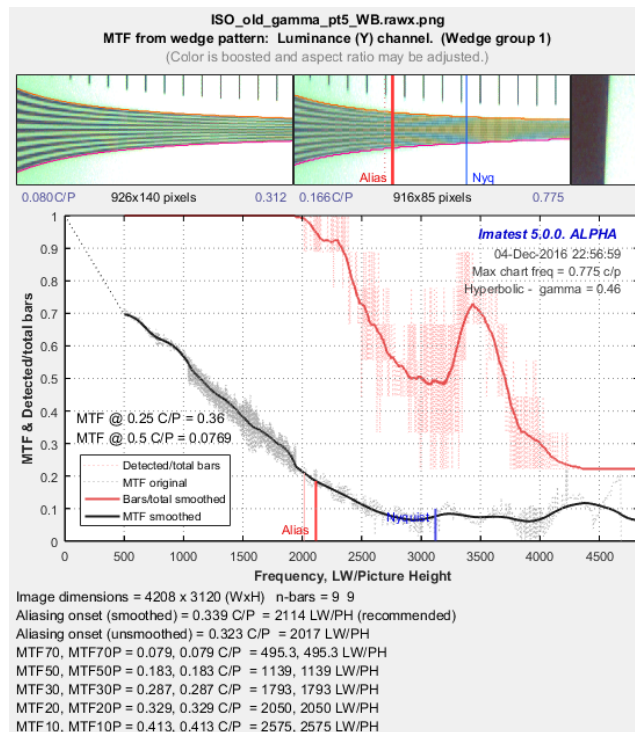 ISO_old_gamma_pt5_WB.rawx.png
MTF from wedge pattern:  Luminance (Y) channel.  (Wedge group 1)
(Color is boosted and aspect ratio may be adjusted.)
Alias
Nyq
0.080C/P 926x140 pixels 0.312 0.166C/P 916x85 pixels 0.775
Imatest 5.0.0. ALPHA
04-Dec-2016 22:56:59
Max chart freq = 0.775 c/p
Hyperbolic - gamma = 0.46
MTF & Detected/total bars
1
0.9
0.8
0.7
0.6
0.5
0.4
0.3
0.2
0.1
0
MTF @ 0.25 C/P = 0.36
MTF @ 0.5 C/P = 0.0769
Detected/total bars
MTF original
Bars/total smoothed
MTF smoothed
Alias
Nyquist
0 500 1000 1500 2000 2500 3000 3500 4000 4500
Frequency, LW/Picture Height
Image dimensions = 4208 x 3120 (WxH)   n-bars = 9  9
Aliasing onset (smoothed) = 0.339 C/P  = 2114 LW/PH (recommended)
Aliasing onset (unsmoothed) = 0.323 C/P  = 2017 LW/PH
MTF70, MTF70P = 0.079, 0.079 C/P  = 495.3, 495.3 LW/PH
MTF50, MTF50P = 0.183, 0.183 C/P  = 1139, 1139 LW/PH
MTF30, MTF30P = 0.287, 0.287 C/P  = 1793, 1793 LW/PH
MTF20, MTF20P = 0.329, 0.329 C/P  = 2050, 2050 LW/PH
MTF10, MTF10P = 0.413, 0.413 C/P  = 2575, 2575 LW/PH